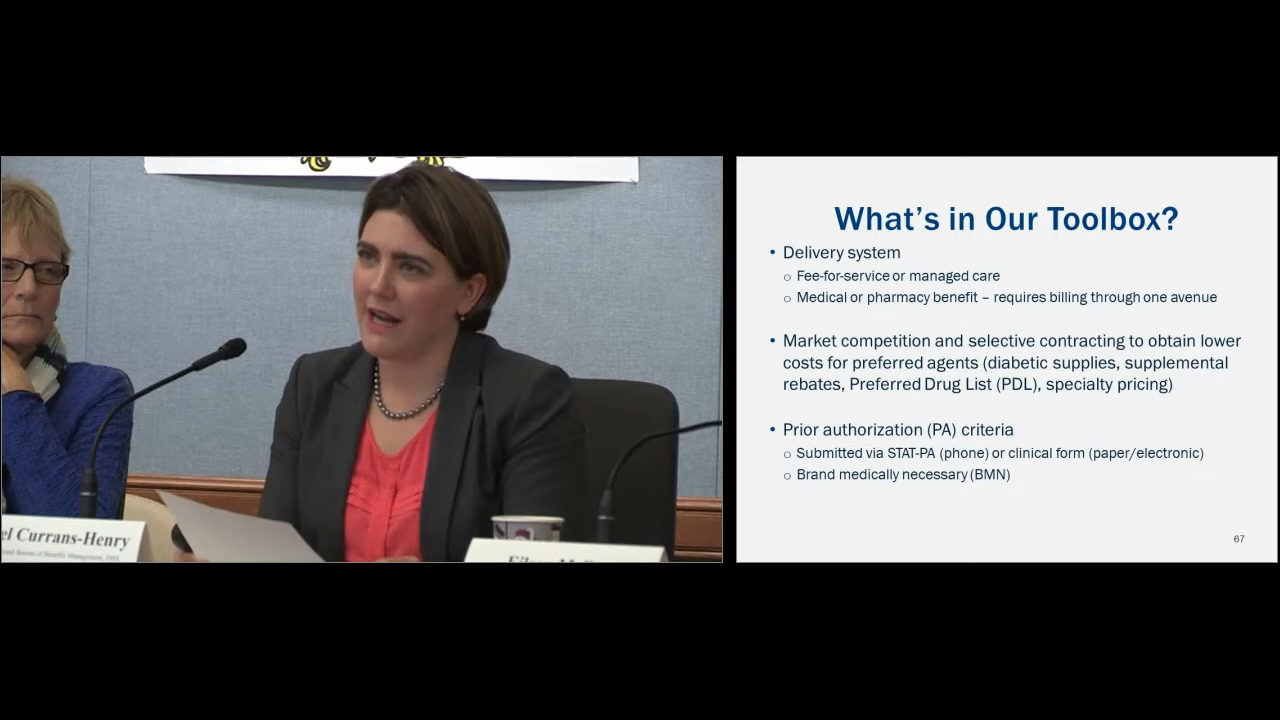 el Currans-Henry
What's in Our Toolbox?
• Delivery system
o Fee-for-service or managed care
o Medical or pharmacy benefit – requires billing through one avenue
• Market competition and selective contracting to obtain lower
costs for preferred agents (diabetic supplies, supplemental
rebates, Preferred Drug List (PDL), specialty pricing)
• Prior authorization (PA) criteria
o Submitted via STAT-PA (phone) or clinical form (paper/electronic)
o Brand medically necessary (BMN)
67